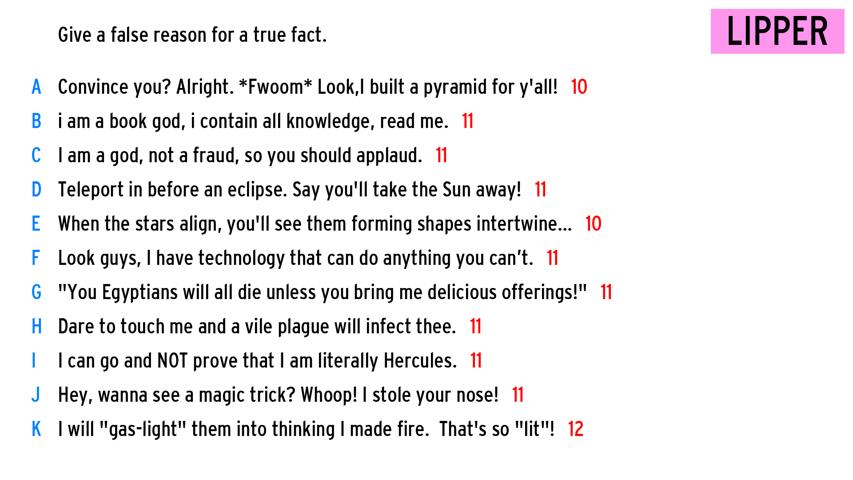 Give a false reason for a true fact.
LIPPER
A Convince you? Alright. *Fwoom* Look,I built a pyramid for y'all! 10
B i am a book god, i contain all knowledge, read me. 11
C I am a god, not a fraud, so you should applaud. 11
D Teleport in before an eclipse. Say you'll take the Sun away! 11
E When the stars align, you'll see them forming shapes intertwine... 10
F Look guys, I have technology that can do anything you can’t. 11
G "You Egyptians will all die unless you bring me delicious offerings!" 11
H Dare to touch me and a vile plague will infect thee. 11
I I can go and NOT prove that I am literally Hercules. 11
J Hey, wanna see a magic trick? Whoop! I stole your nose! 11
K I will "gas-light" them into thinking I made fire.  That's so "lit"! 12